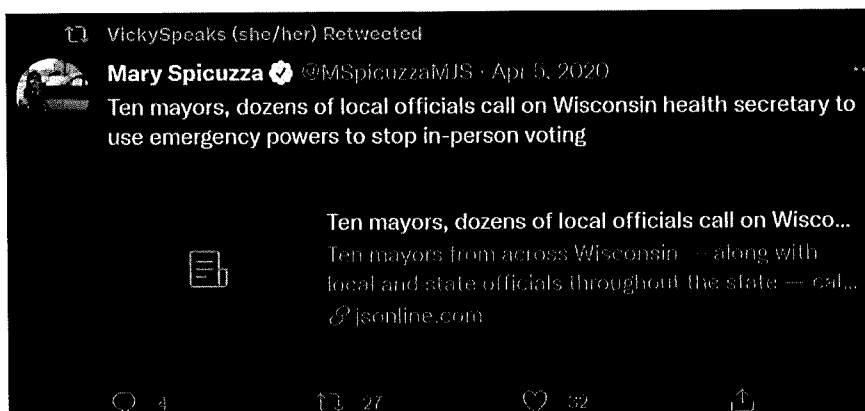 VickySpeaks (she/her) Retweeted
Mary Spicuzza @MSpicuzzaMJS · Apr 5, 2020
Ten mayors, dozens of local officials call on Wisconsin health secretary to
use emergency powers to stop in-person voting
Ten mayors, dozens of local officials call on Wisco...
Ten mayors from across Wisconsin — along with
local and state officials throughout the state — cal...
jsonline.com
4 27 32